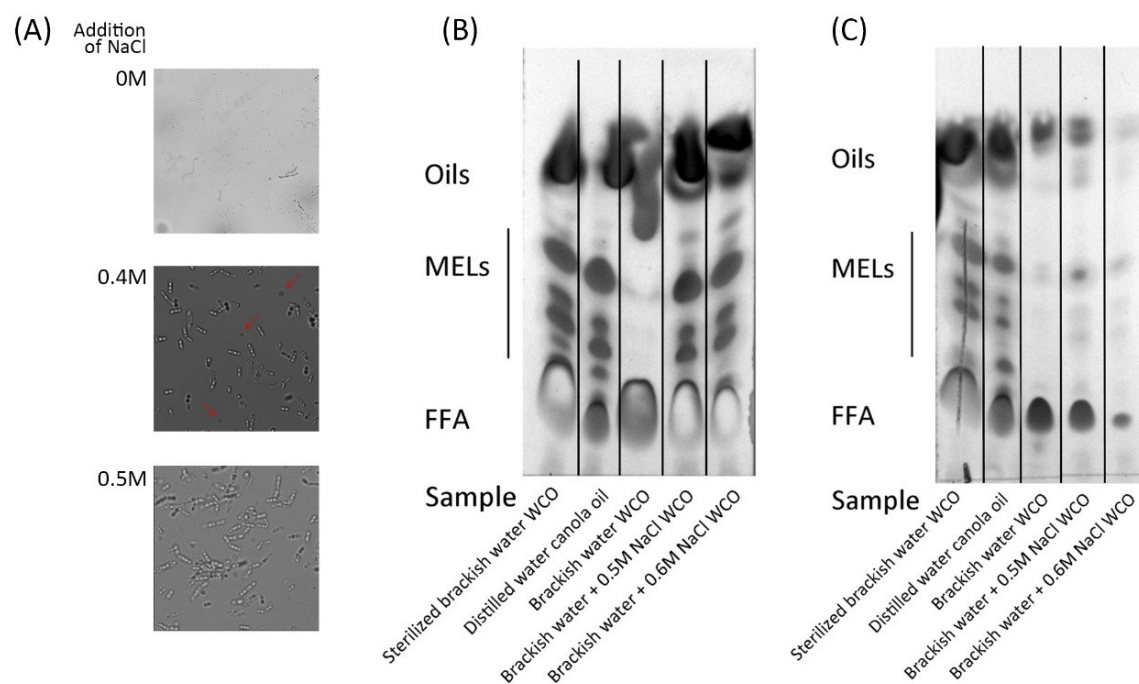 (A)
Addition
of NaCl
0M
0.4M
0.5M
(B)
Oils
MELs
FFA
Sample
Sterilized brackish water WCO
Distilled water canola oil
Brackish water WCO
Brackish water + 0.5M NaCl WCO
Brackish water + 0.6M NaCl WCO
(C)
Oils
MELs
FFA
Sample
Sterilized brackish water WCO
Distilled water canola oil
Brackish water WCO
Brackish water + 0.5M NaCl WCO
Brackish water + 0.6M NaCl WCO